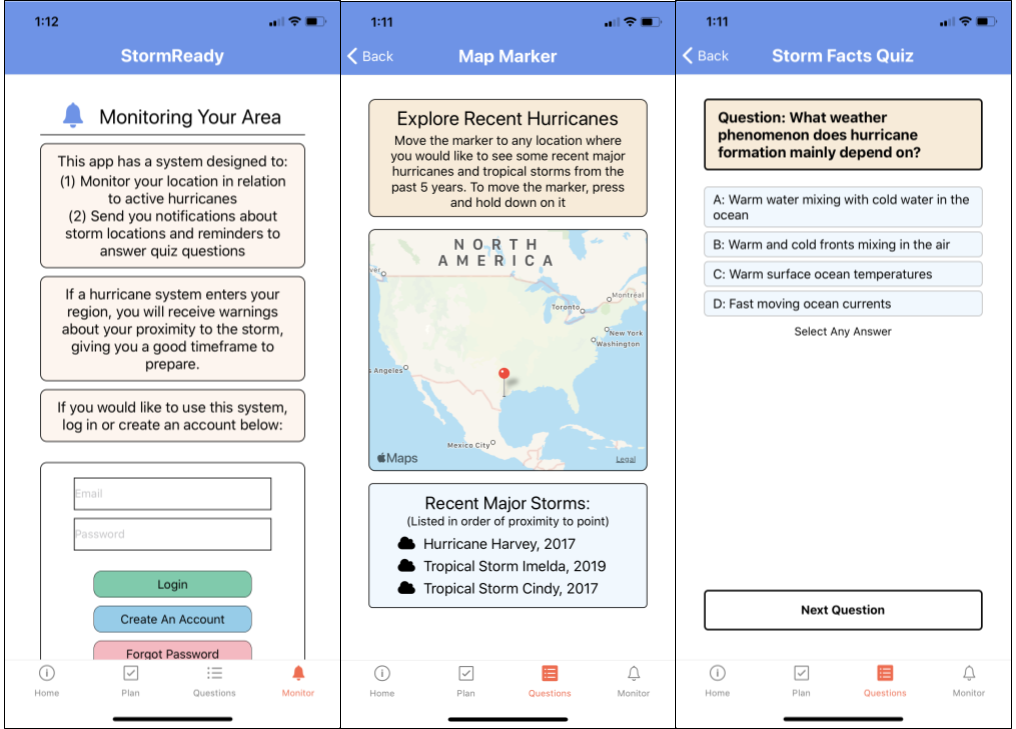 1:12
StormReady
Monitoring Your Area
This app has a system designed to:
(1) Monitor your location in relation
to active hurricanes
(2) Send you notifications about
storm locations and reminders to
answer quiz questions
If a hurricane system enters your
region, you will receive warnings
about your proximity to the storm,
giving you a good timeframe to
prepare.
If you would like to use this system,
log in or create an account below:
Email
Password
Login
Create An Account
Forgot Password
Home
Plan
Questions
Monitor
1:11
Back
Map Marker
Explore Recent Hurricanes
Move the marker to any location where
you would like to see some recent major
hurricanes and tropical storms from the
past 5 years. To move the marker, press
and hold down on it
NORTH
AMERICA
ver
Montreal
Toronto
New York
Washington
s Angeles
Mexico City
Maps
Legal
Recent Major Storms:
(Listed in order of proximity to point)
Hurricane Harvey, 2017
Tropical Storm Imelda, 2019
Tropical Storm Cindy, 2017
Home
Plan
Questions
Monitor
1:11
Back
Storm Facts Quiz
Question: What weather
phenomenon does hurricane
formation mainly depend on?
A: Warm water mixing with cold water in the
ocean
B: Warm and cold fronts mixing in the air
C: Warm surface ocean temperatures
D: Fast moving ocean currents
Select Any Answer
Next Question
Home
Plan
Questions
Monitor